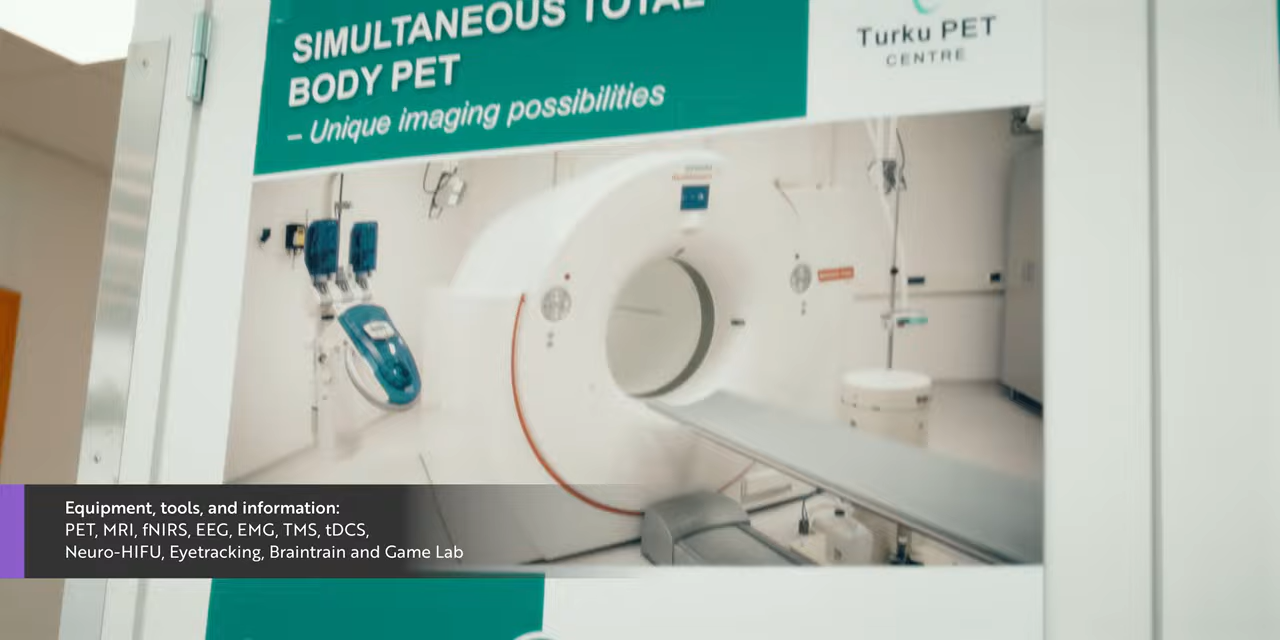 SIMULTANEOUS TOTAL
BODY PET
– Unique imaging possibilities
Turku PET
CENTRE
Equipment, tools, and information:
PET, MRI, fNIRS, EEG, EMG, TMS, tDCS,
Neuro-HIFU, Eyetracking, Braintrain and Game Lab